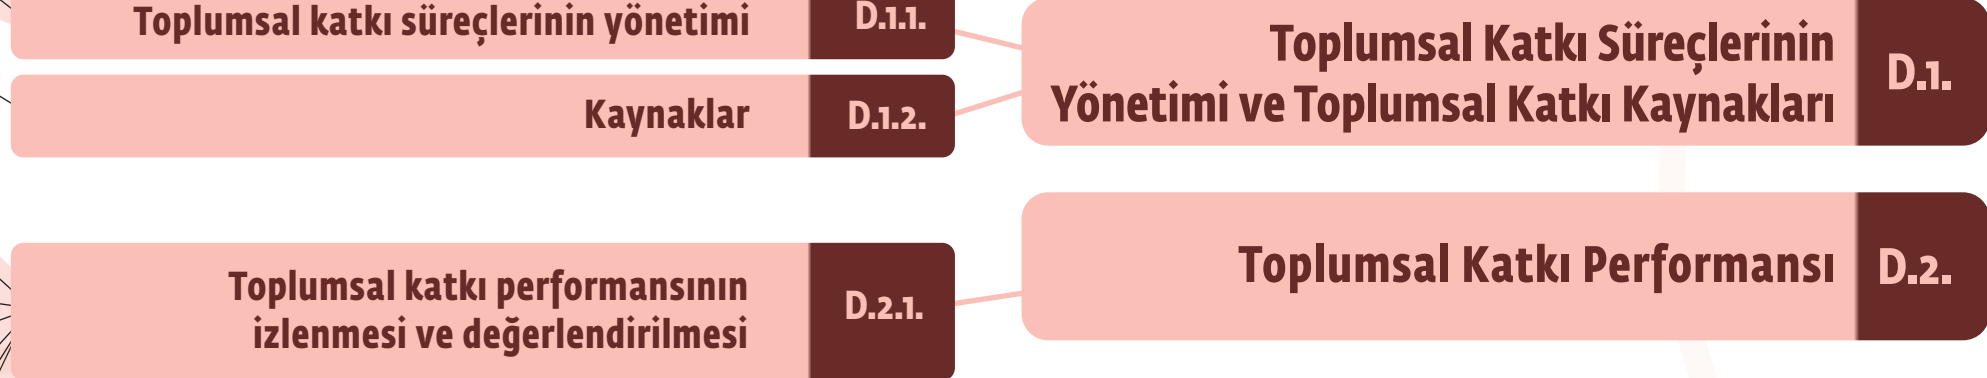 Toplumsal katkı süreçlerinin yönetimi D.1.1.
Kaynaklar D.1.2.
Toplumsal Katkı Süreçlerinin
Yönetimi ve Toplumsal Katkı Kaynakları D.1.
Toplumsal katkı performansının
izlenmesi ve değerlendirilmesi D.2.1.
Toplumsal Katkı Performansı D.2.